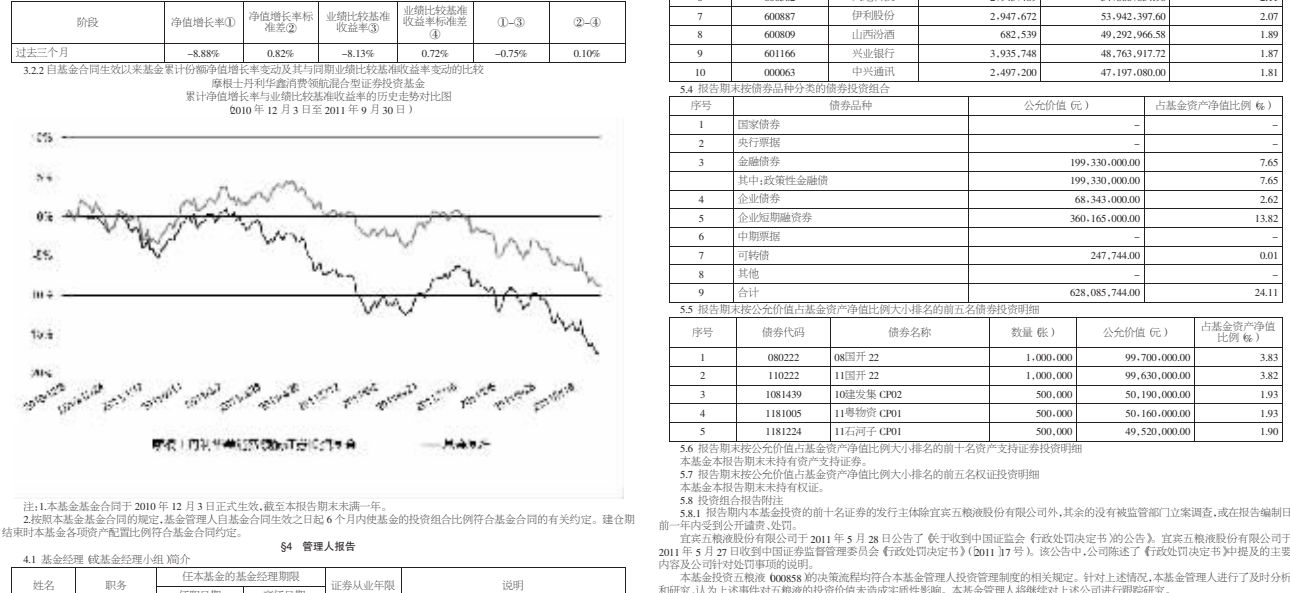 阶段 净值增长率① 净值增长率标准差② 业绩比较基准收益率③ 业绩比较基准收益率标准差④ ①-③ ②-④
过去三个月 -8.88% 0.82% -8.13% 0.72% -0.75% 0.10%
3.2.2 自基金合同生效以来基金累计份额净值增长率变动及其与同期业绩比较基准收益率变动的比较
摩根士丹利华鑫消费领航混合型证券投资基金
累计净值增长率与业绩比较基准收益率的历史走势对比图
(2010 年 12 月 3 日至 2011 年 9 月 30 日)
10%
5%
0%
-5%
-10%
注:1.本基金基金合同于 2010 年 12 月 3 日正式生效,截至本报告期末未满一年。
2.按照本基金基金合同的规定,基金管理人自基金合同生效之日起 6 个月内使基金的投资组合比例符合基金合同的有关约定。建仓期
结束时本基金各项资产配置比例符合基金合同约定。
§4 管理人报告
4.1 基金经理(或基金经理小组)简介
姓名 职务 任本基金的基金经理期限 证券从业年限 说明
7 600887 伊利股份 2,947,672 53,942,397.60 2.07
8 600809 山西汾酒 682,539 49,292,966.58 1.89
9 601166 兴业银行 3,935,748 48,763,917.72 1.87
10 000063 中兴通讯 2,497,200 47,197,080.00 1.81
5.4 报告期末按债券品种分类的债券投资组合
序号 债券品种 公允价值(元) 占基金资产净值比例(%)
1 国家债券 - -
2 央行票据 - -
3 金融债券 199,330,000.00 7.65
其中:政策性金融债 199,330,000.00 7.65
4 企业债券 68,343,000.00 2.62
5 企业短期融资券 360,165,000.00 13.82
6 中期票据 - -
7 可转债 247,744.00 0.01
8 其他 - -
9 合计 628,085,744.00 24.11
5.5 报告期末按公允价值占基金资产净值比例大小排名的前五名债券投资明细
序号 债券代码 债券名称 数量(张) 公允价值(元) 占基金资产净值比例(%)
1 080222 08国开 22 1,000,000 99,700,000.00 3.83
2 110222 11国开 22 1,000,000 99,630,000.00 3.82
3 1081439 10建发集 CP02 500,000 50,190,000.00 1.93
4 1181005 11粤物资 CP01 500,000 50,160,000.00 1.93
5 1181224 11石河子 CP01 500,000 49,520,000.00 1.90
5.6 报告期末按公允价值占基金资产净值比例大小排名的前十名资产支持证券投资明细
本基金本报告期末未持有资产支持证券。
5.7 报告期末按公允价值占基金资产净值比例大小排名的前五名权证投资明细
本基金本报告期末未持有权证。
5.8 投资组合报告附注
5.8.1 报告期内本基金投资的前十名证券的发行主体除宜宾五粮液股份有限公司外,其余的没有被监管部门立案调查,或在报告编制日
前一年内受到公开谴责、处罚。
宜宾五粮液股份有限公司于 2011 年 5 月 28 日公告了《关于收到中国证监会《行政处罚决定书》的公告》。宜宾五粮液股份有限公司于
2011 年 5 月 27 日收到中国证券监督管理委员会《行政处罚决定书》([2011]17 号)。该公告中,公司陈述了《行政处罚决定书》中提及的主要
内容及公司针对处罚事项的说明。
本基金投资五粮液(000858)的决策流程均符合本基金管理人投资管理制度的相关规定。针对上述情况,本基金管理人进行了及时分析
和研究,认为上述事件对五粮液的投资价值未造成实质性影响。本基金管理人将继续对上述公司进行跟踪研究。